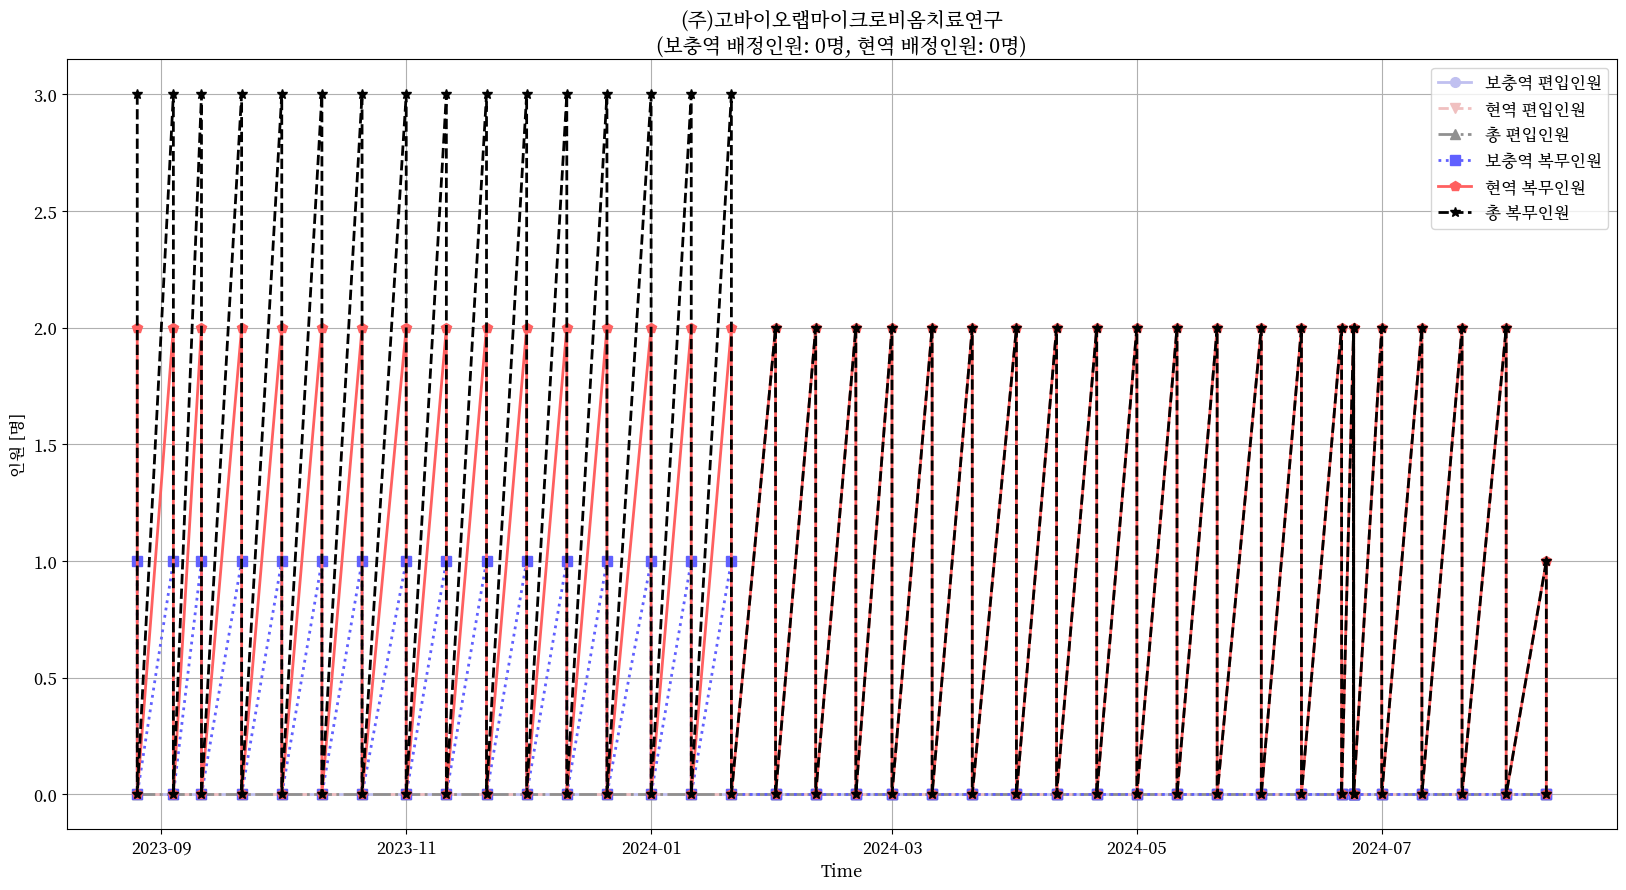 (주)고바이오랩마이크로비옴치료연구
(보충역 배정인원: 0명, 현역 배정인원: 0명)
보충역 편입인원
현역 편입인원
총 편입인원
보충역 복무인원
현역 복무인원
총 복무인원
인원 [명]
3.0
2.5
2.0
1.5
1.0
0.5
0.0
2023-09
2023-11
2024-01
2024-03
2024-05
2024-07
Time